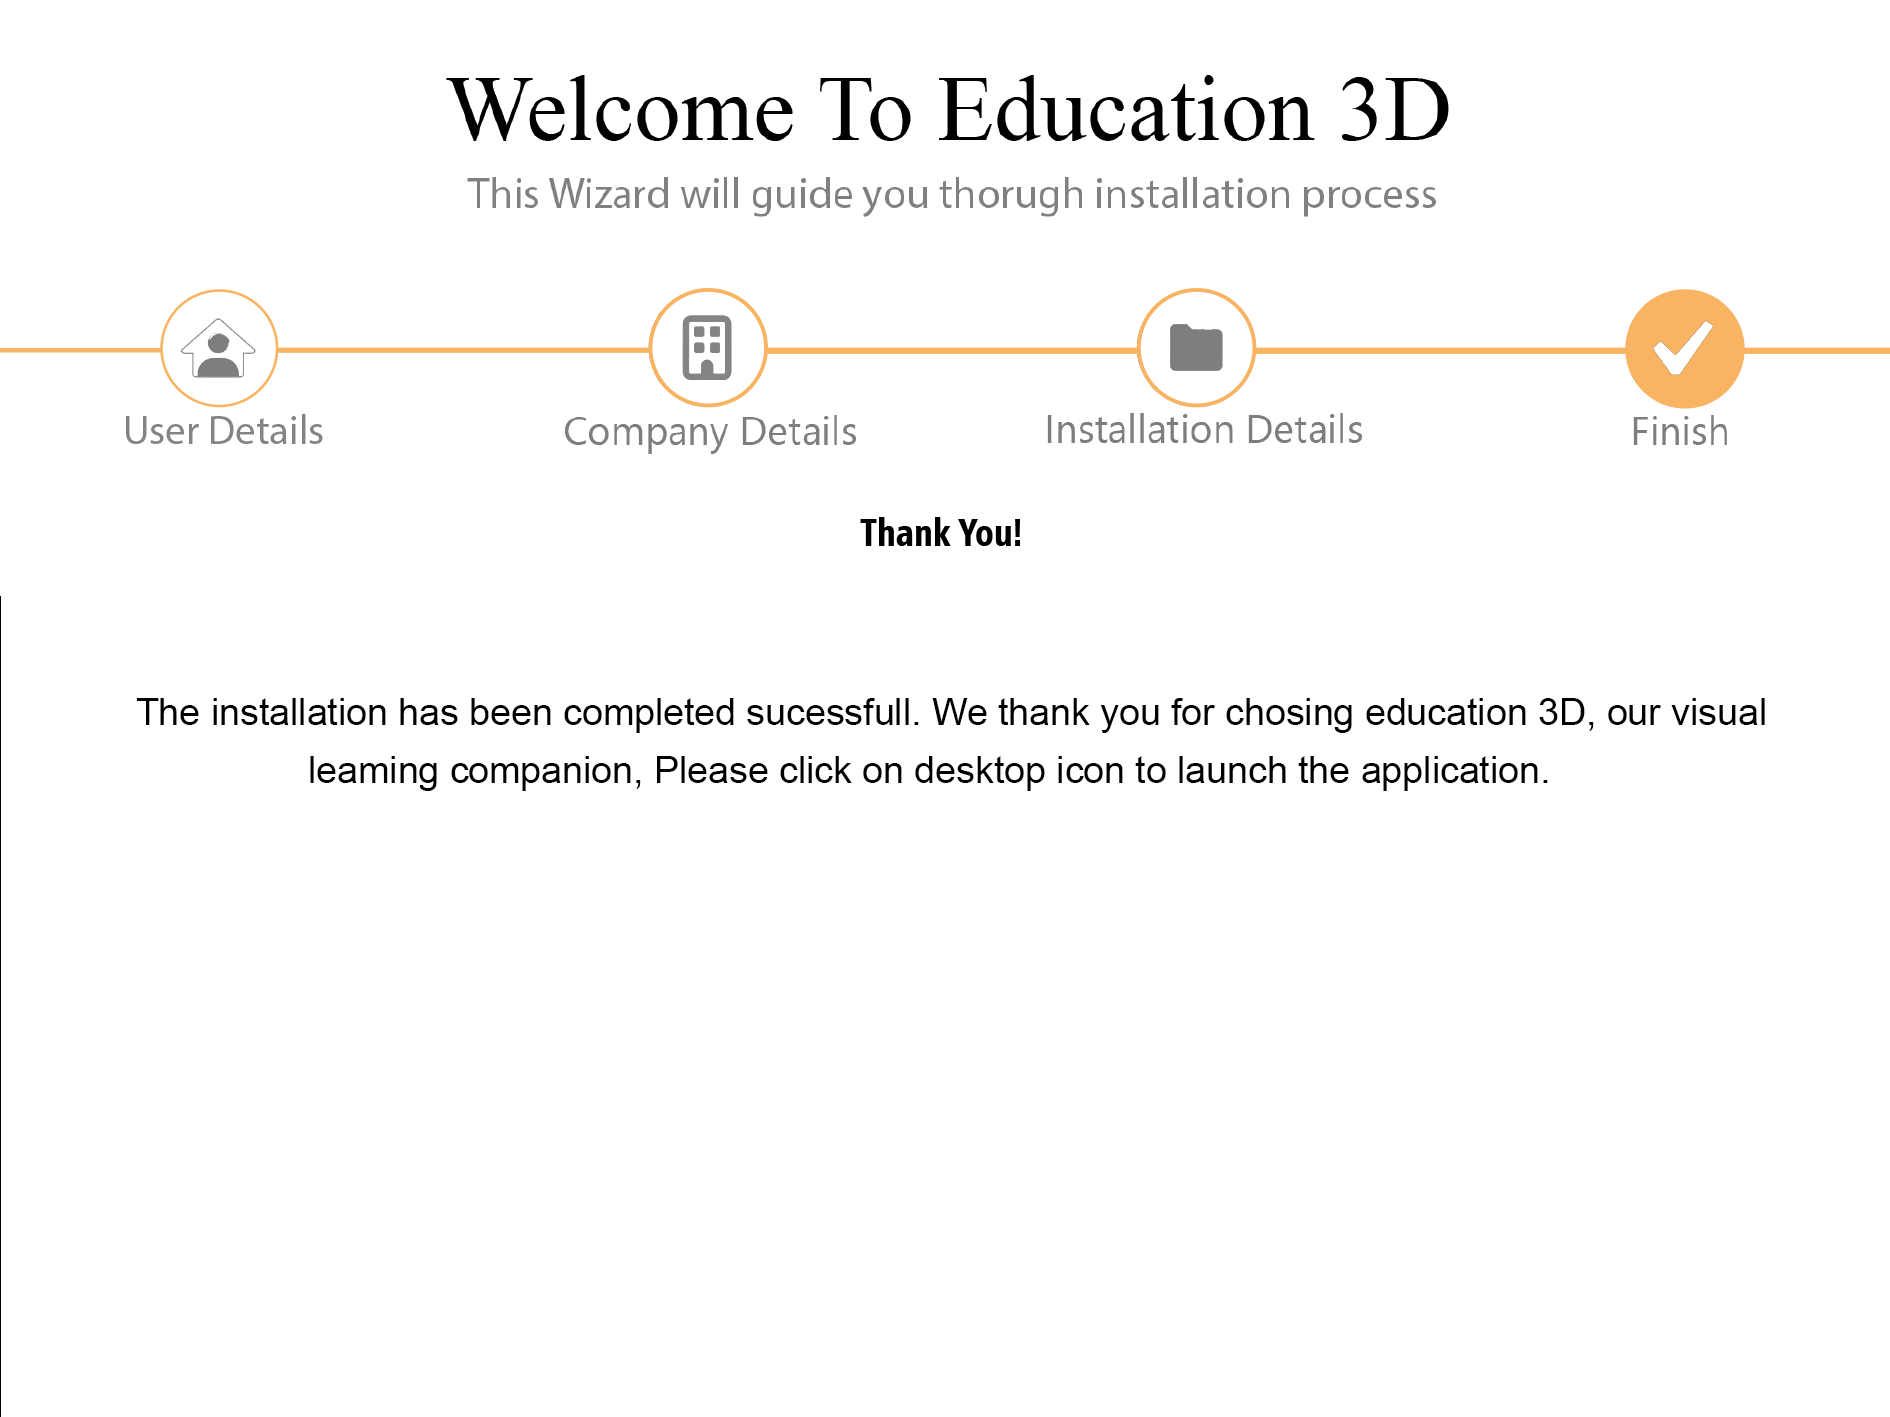 Welcome To Education 3D
This Wizard will guide you thorugh installation process
User Details
Company Details
Installation Details
Finish
Thank You!
The installation has been completed sucessfull. We thank you for chosing education 3D, our visual
leaming companion, Please click on desktop icon to launch the application.